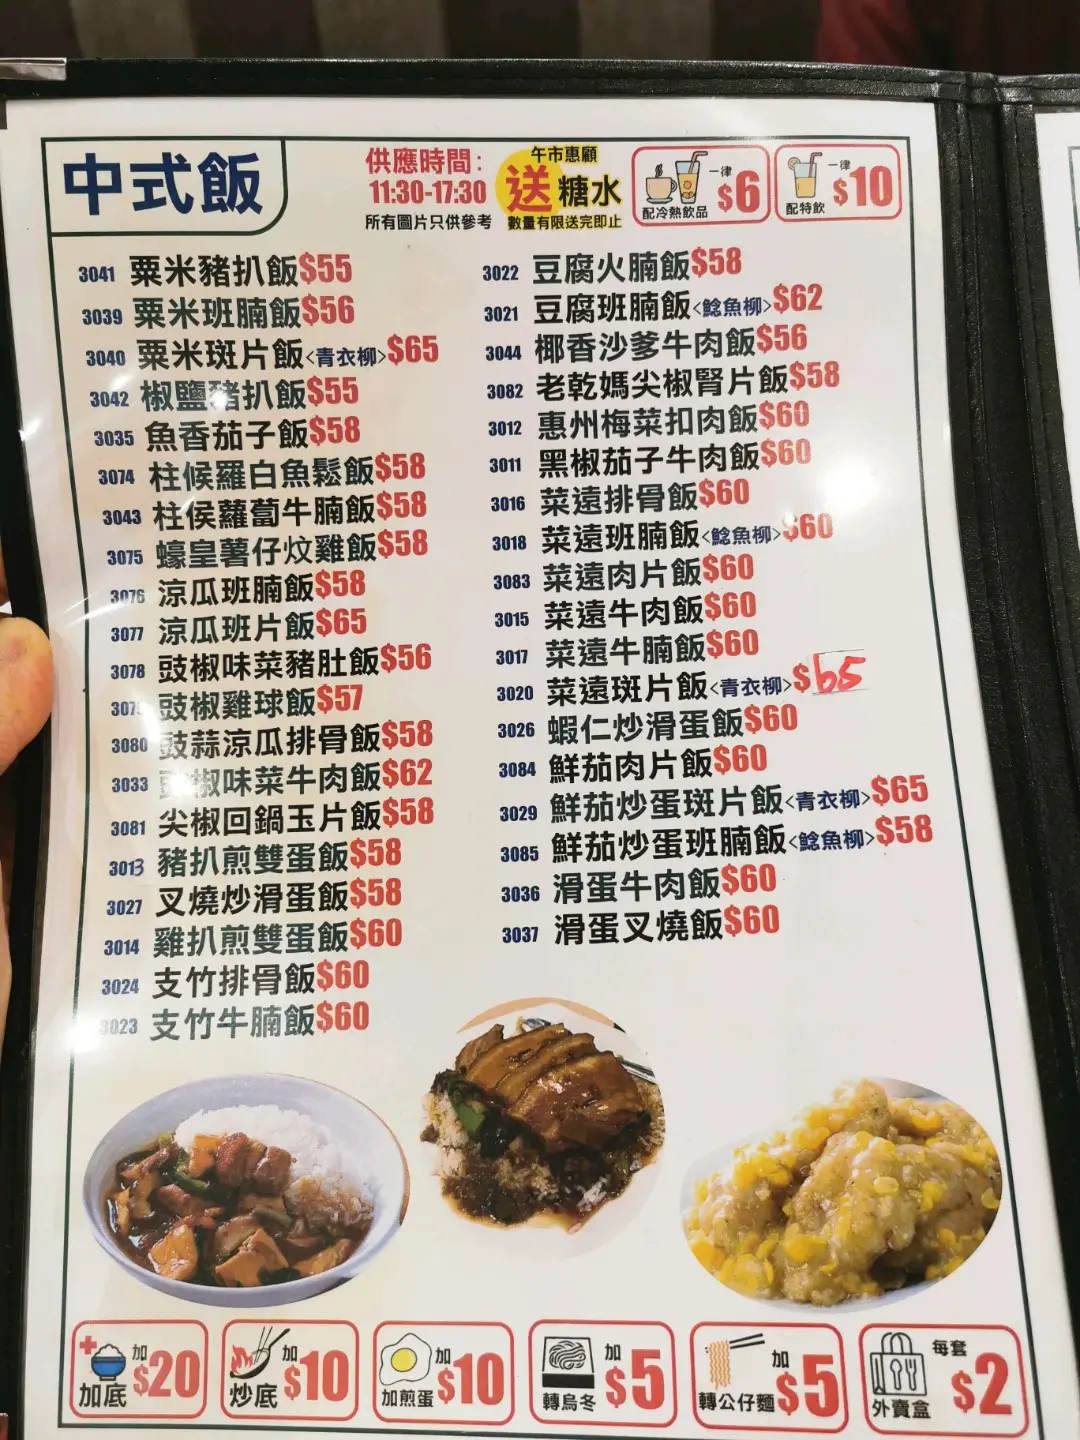 中式飯
供應時間：
11:30-17:30
所有圖片只供參考
午市惠顧
送糖水
數量有限送完即止
配冷熱飲品 一律 $6
配特飲 一律 $10
3041 粟米豬扒飯$55
3039 粟米班腩飯$56
3040 粟米斑片飯<青衣柳>$65
3042 椒鹽豬扒飯$55
3035 魚香茄子飯$58
3074 柱候羅白魚鬆飯$58
3043 柱侯蘿蔔牛腩飯$58
3075 蠔皇薯仔炆雞飯$58
3076 涼瓜班腩飯$58
3077 涼瓜班片飯$65
3078 豉椒味菜豬肚飯$56
豉椒雞球飯$57
3080 豉蒜涼瓜排骨飯$58
3033 豉椒味菜牛肉飯$62
3081 尖椒回鍋玉片飯$58
3013 豬扒煎雙蛋飯$58
3027 叉燒炒滑蛋飯$58
3014 雞扒煎雙蛋飯$60
3024 支竹排骨飯$60
3023 支竹牛腩飯$60
3022 豆腐火腩飯$58
3021 豆腐班腩飯<鯰魚柳>$62
3044 椰香沙爹牛肉飯$56
3082 老乾媽尖椒腎片飯$58
3012 惠州梅菜扣肉飯$60
3011 黑椒茄子牛肉飯$60
3016 菜遠排骨飯$60
3018 菜遠班腩飯<鯰魚柳>$60
3083 菜遠肉片飯$60
3015 菜遠牛肉飯$60
3017 菜遠牛腩飯$60
3020 菜遠斑片飯<青衣柳>$65
3026 蝦仁炒滑蛋飯$60
3084 鮮茄肉片飯$60
3029 鮮茄炒蛋斑片飯<青衣柳>$65
3085 鮮茄炒蛋班腩飯<鯰魚柳>$58
3036 滑蛋牛肉飯$60
3037 滑蛋叉燒飯$60
加底 加$20
炒底 加$10
加煎蛋 加$10
轉烏冬 加$5
轉公仔麵 加$5
外賣盒 每套$2